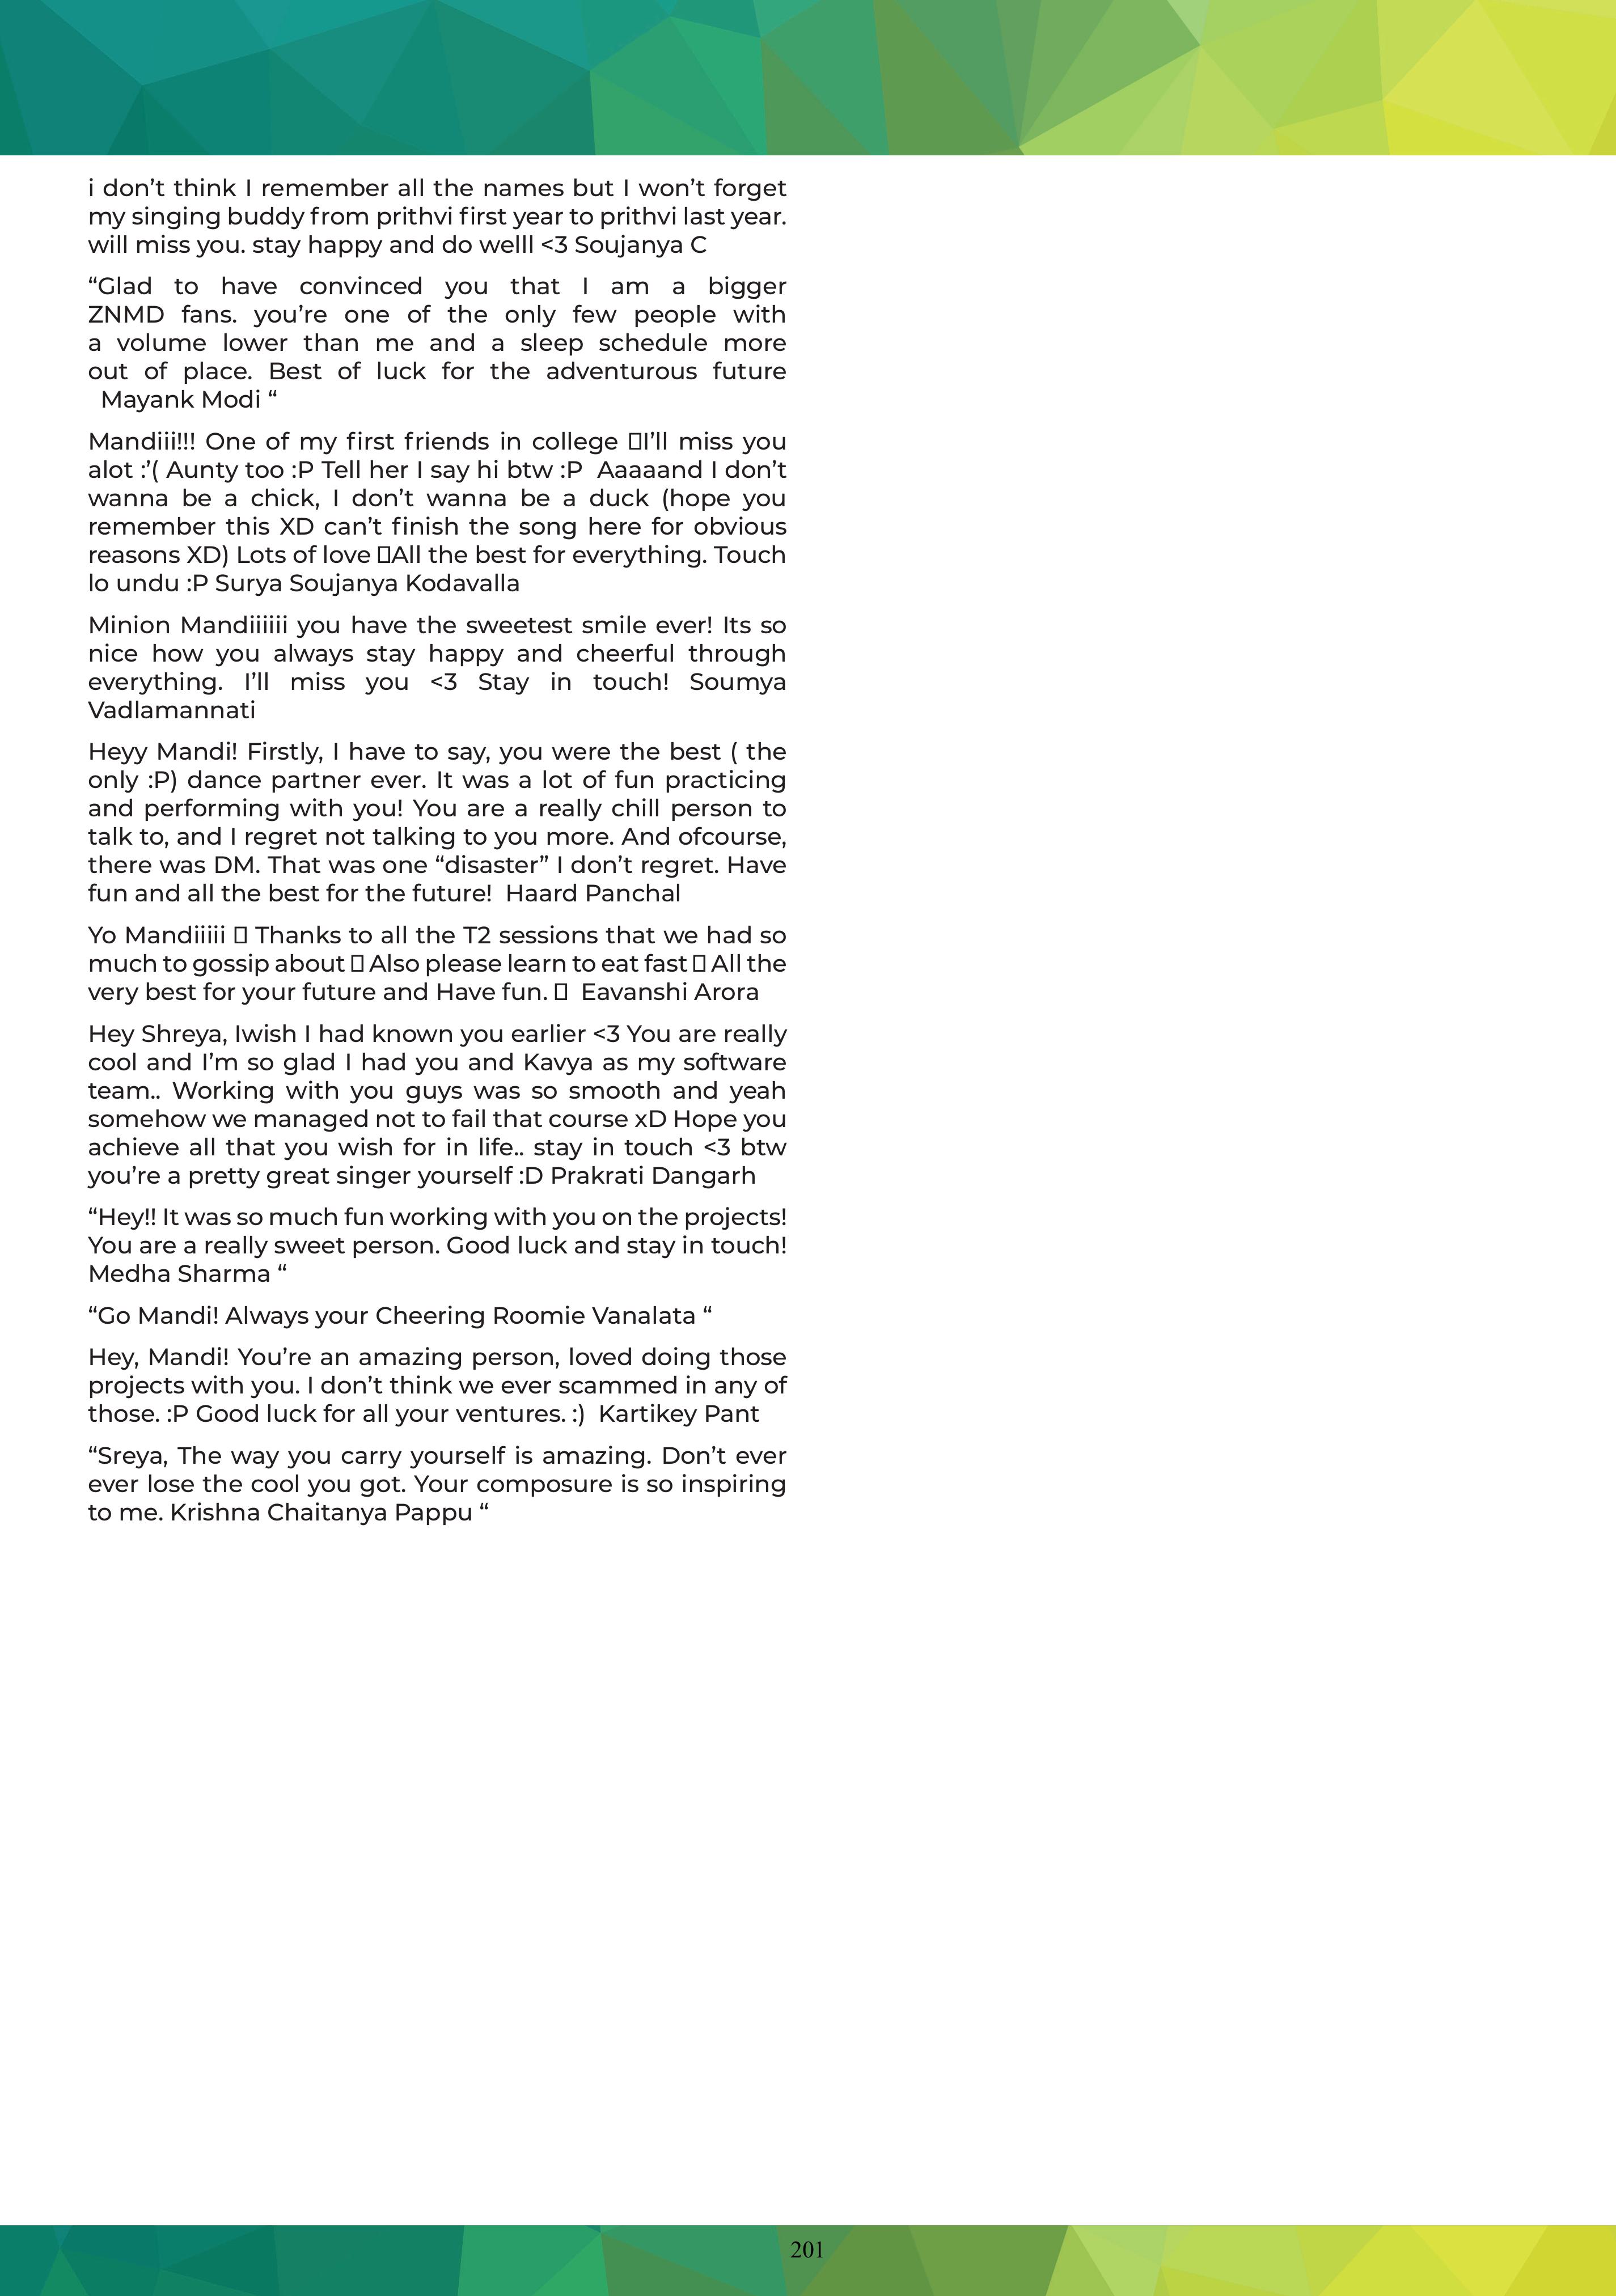 i don’t think I remember all the names but I won’t forget
my singing buddy from prithvi first year to prithvi last year.
will miss you. stay happy and do welll <3 Soujanya C
“Glad to have convinced you that I am a bigger
ZNMD fans. you’re one of the only few people with
a volume lower than me and a sleep schedule more
out of place. Best of luck for the adventurous future
Mayank Modi “
Mandiii!!! One of my first friends in college I’ll miss you
alot :’( Aunty too :P Tell her I say hi btw :P Aaaaand I don’t
wanna be a chick, I don’t wanna be a duck (hope you
remember this XD can’t finish the song here for obvious
reasons XD) Lots of love All the best for everything. Touch
lo undu :P Surya Soujanya Kodavalla
Minion Mandiiiiii you have the sweetest smile ever! Its so
nice how you always stay happy and cheerful through
everything. I’ll miss you <3 Stay in touch! Soumya
Vadlamannati
Heyy Mandi! Firstly, I have to say, you were the best ( the
only :P) dance partner ever. It was a lot of fun practicing
and performing with you! You are a really chill person to
talk to, and I regret not talking to you more. And ofcourse,
there was DM. That was one “disaster” I don’t regret. Have
fun and all the best for the future! Haard Panchal
Yo Mandiiiii Thanks to all the T2 sessions that we had so
much to gossip about Also please learn to eat fast All the
very best for your future and Have fun. Eavanshi Arora
Hey Shreya, Iwish I had known you earlier <3 You are really
cool and I’m so glad I had you and Kavya as my software
team.. Working with you guys was so smooth and yeah
somehow we managed not to fail that course xD Hope you
achieve all that you wish for in life.. stay in touch <3 btw
you’re a pretty great singer yourself :D Prakrati Dangarh
“Hey!! It was so much fun working with you on the projects!
You are a really sweet person. Good luck and stay in touch!
Medha Sharma “
“Go Mandi! Always your Cheering Roomie Vanalata “
Hey, Mandi! You’re an amazing person, loved doing those
projects with you. I don’t think we ever scammed in any of
those. :P Good luck for all your ventures. :) Kartikey Pant
“Sreya, The way you carry yourself is amazing. Don’t ever
ever lose the cool you got. Your composure is so inspiring
to me. Krishna Chaitanya Pappu “
201